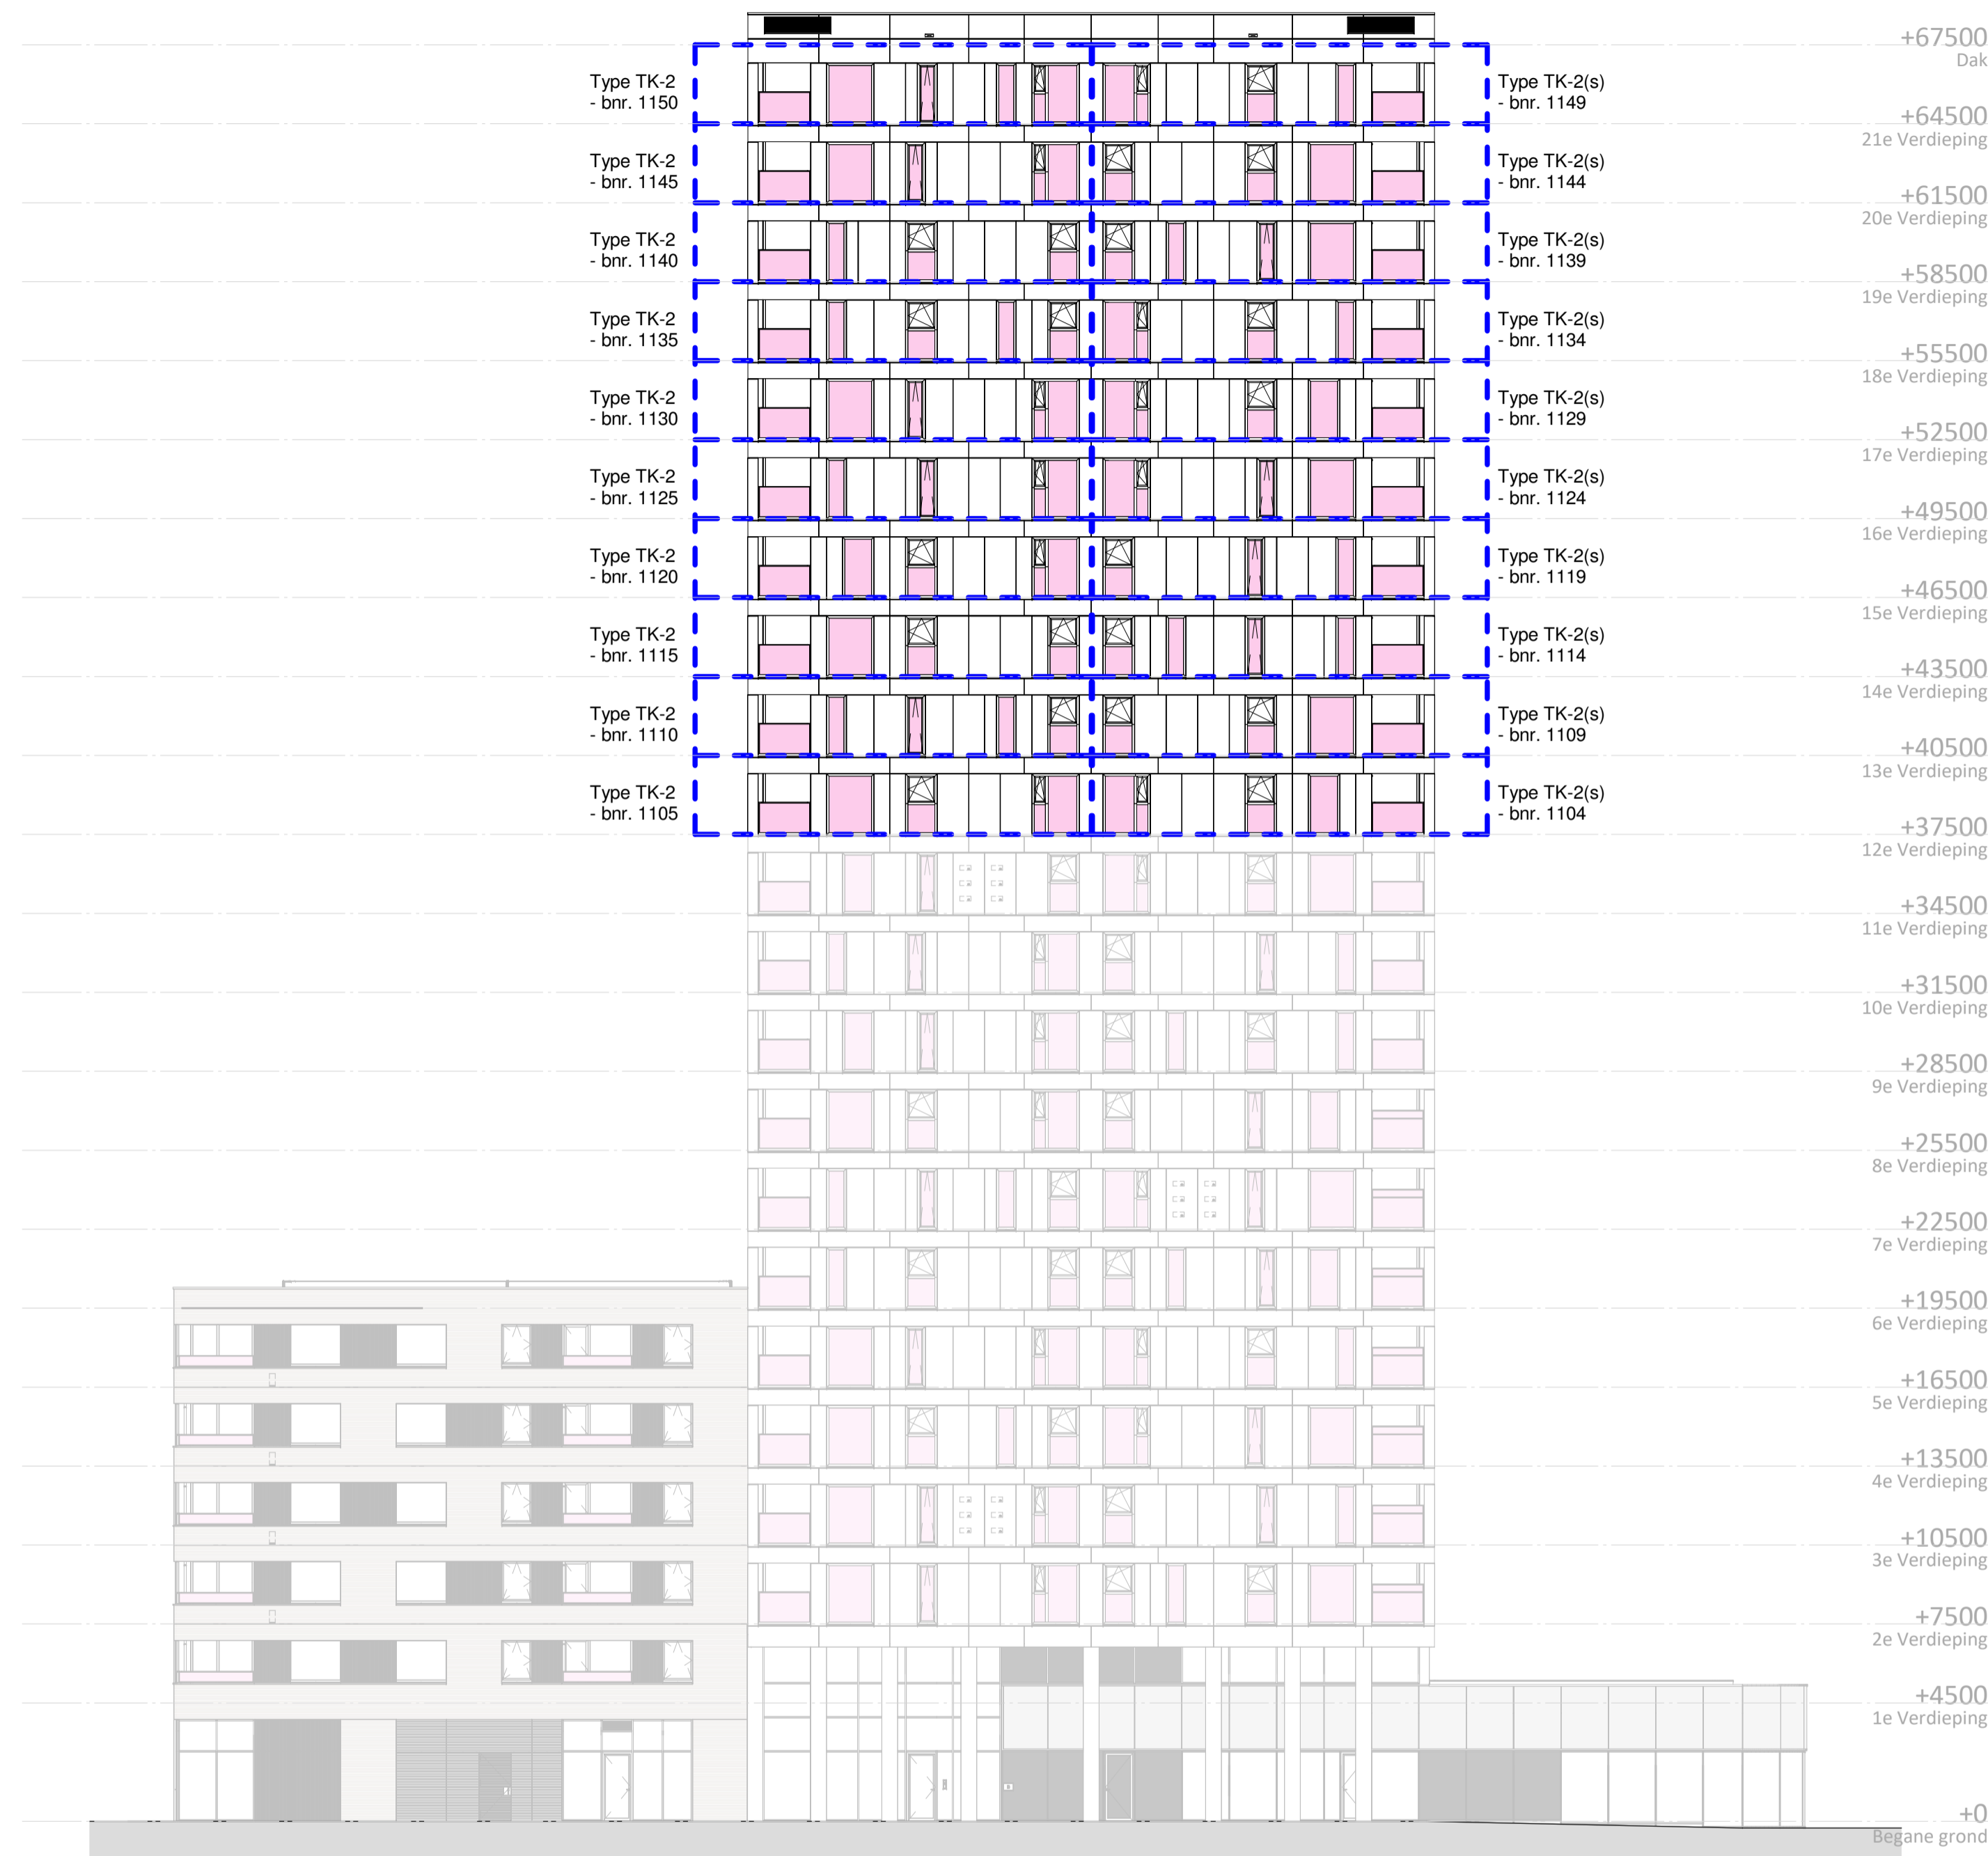 +67500
Dak
Type TK-2
- bnr. 1150
Type TK-2(s)
- bnr. 1149
+64500
21e Verdieping
Type TK-2
- bnr. 1145
Type TK-2(s)
- bnr. 1144
+61500
20e Verdieping
Type TK-2
- bnr. 1140
Type TK-2(s)
- bnr. 1139
+58500
19e Verdieping
Type TK-2
- bnr. 1135
Type TK-2(s)
- bnr. 1134
+55500
18e Verdieping
Type TK-2
- bnr. 1130
Type TK-2(s)
- bnr. 1129
+52500
17e Verdieping
Type TK-2
- bnr. 1125
Type TK-2(s)
- bnr. 1124
+49500
16e Verdieping
Type TK-2
- bnr. 1120
Type TK-2(s)
- bnr. 1119
+46500
15e Verdieping
Type TK-2
- bnr. 1115
Type TK-2(s)
- bnr. 1114
+43500
14e Verdieping
Type TK-2
- bnr. 1110
Type TK-2(s)
- bnr. 1109
+40500
13e Verdieping
Type TK-2
- bnr. 1105
Type TK-2(s)
- bnr. 1104
+37500
12e Verdieping
+34500
11e Verdieping
+31500
10e Verdieping
+28500
9e Verdieping
+25500
8e Verdieping
+22500
7e Verdieping
+19500
6e Verdieping
+16500
5e Verdieping
+13500
4e Verdieping
+10500
3e Verdieping
+7500
2e Verdieping
+4500
1e Verdieping
+0
Begane grond